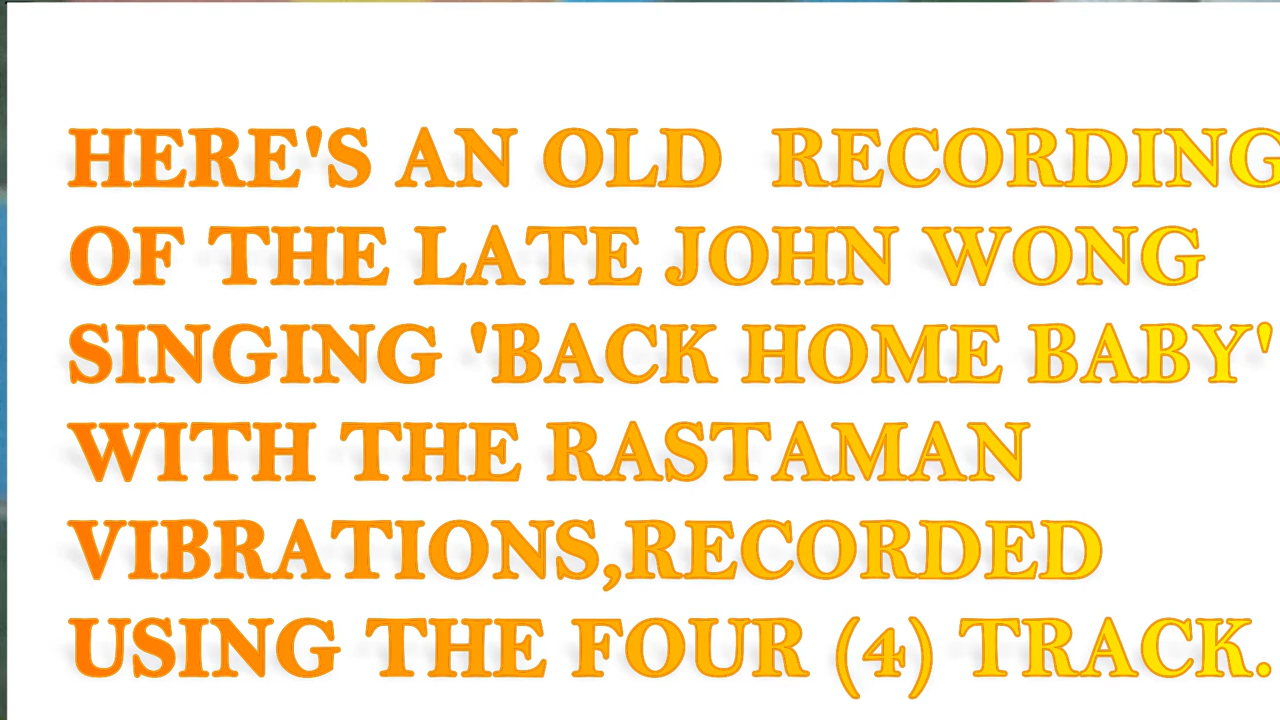 HERE'S AN OLD  RECORDING
OF THE LATE JOHN WONG
SINGING 'BACK HOME BABY'
WITH THE RASTAMAN
VIBRATIONS,RECORDED
USING THE FOUR (4) TRACK.